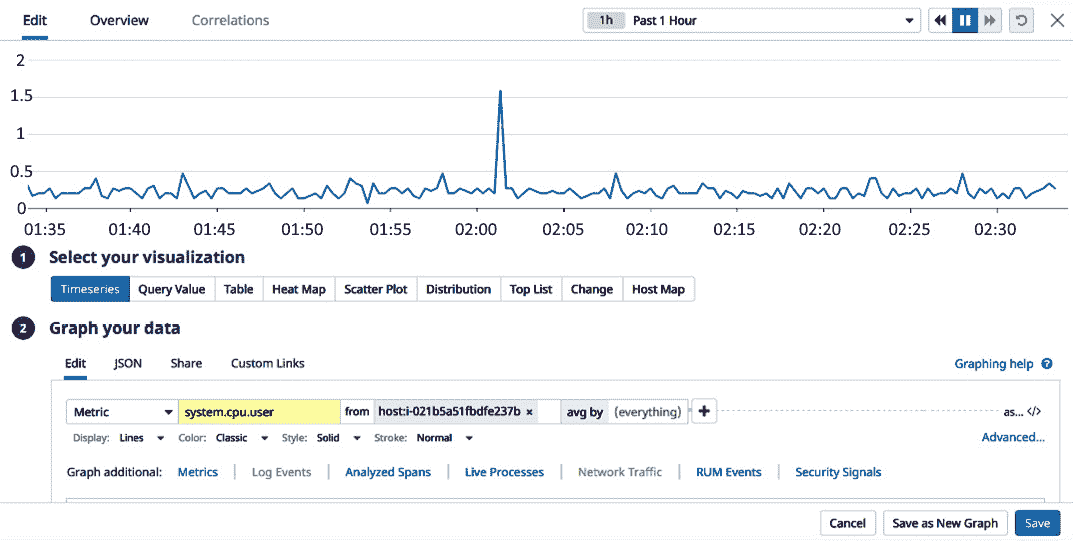 Edit Overview Correlations 1h Past 1 Hour
2
1.5
1
0.5
0
01:35 01:40 01:45 01:50 01:55 02:00 02:05 02:10 02:15 02:20 02:25 02:30
1 Select your visualization
Timeseries Query Value Table Heat Map Scatter Plot Distribution Top List Change Host Map
2 Graph your data
Edit JSON Share Custom Links Graphing help ?
Metric system.cpu.user from host:i-021b5a51fbdfe237b × avg by (everything) + as... </>
Display: Lines Color: Classic Style: Solid Stroke: Normal Advanced...
Graph additional: Metrics | Log Events | Analyzed Spans | Live Processes | Network Traffic | RUM Events | Security Signals
Cancel Save as New Graph Save